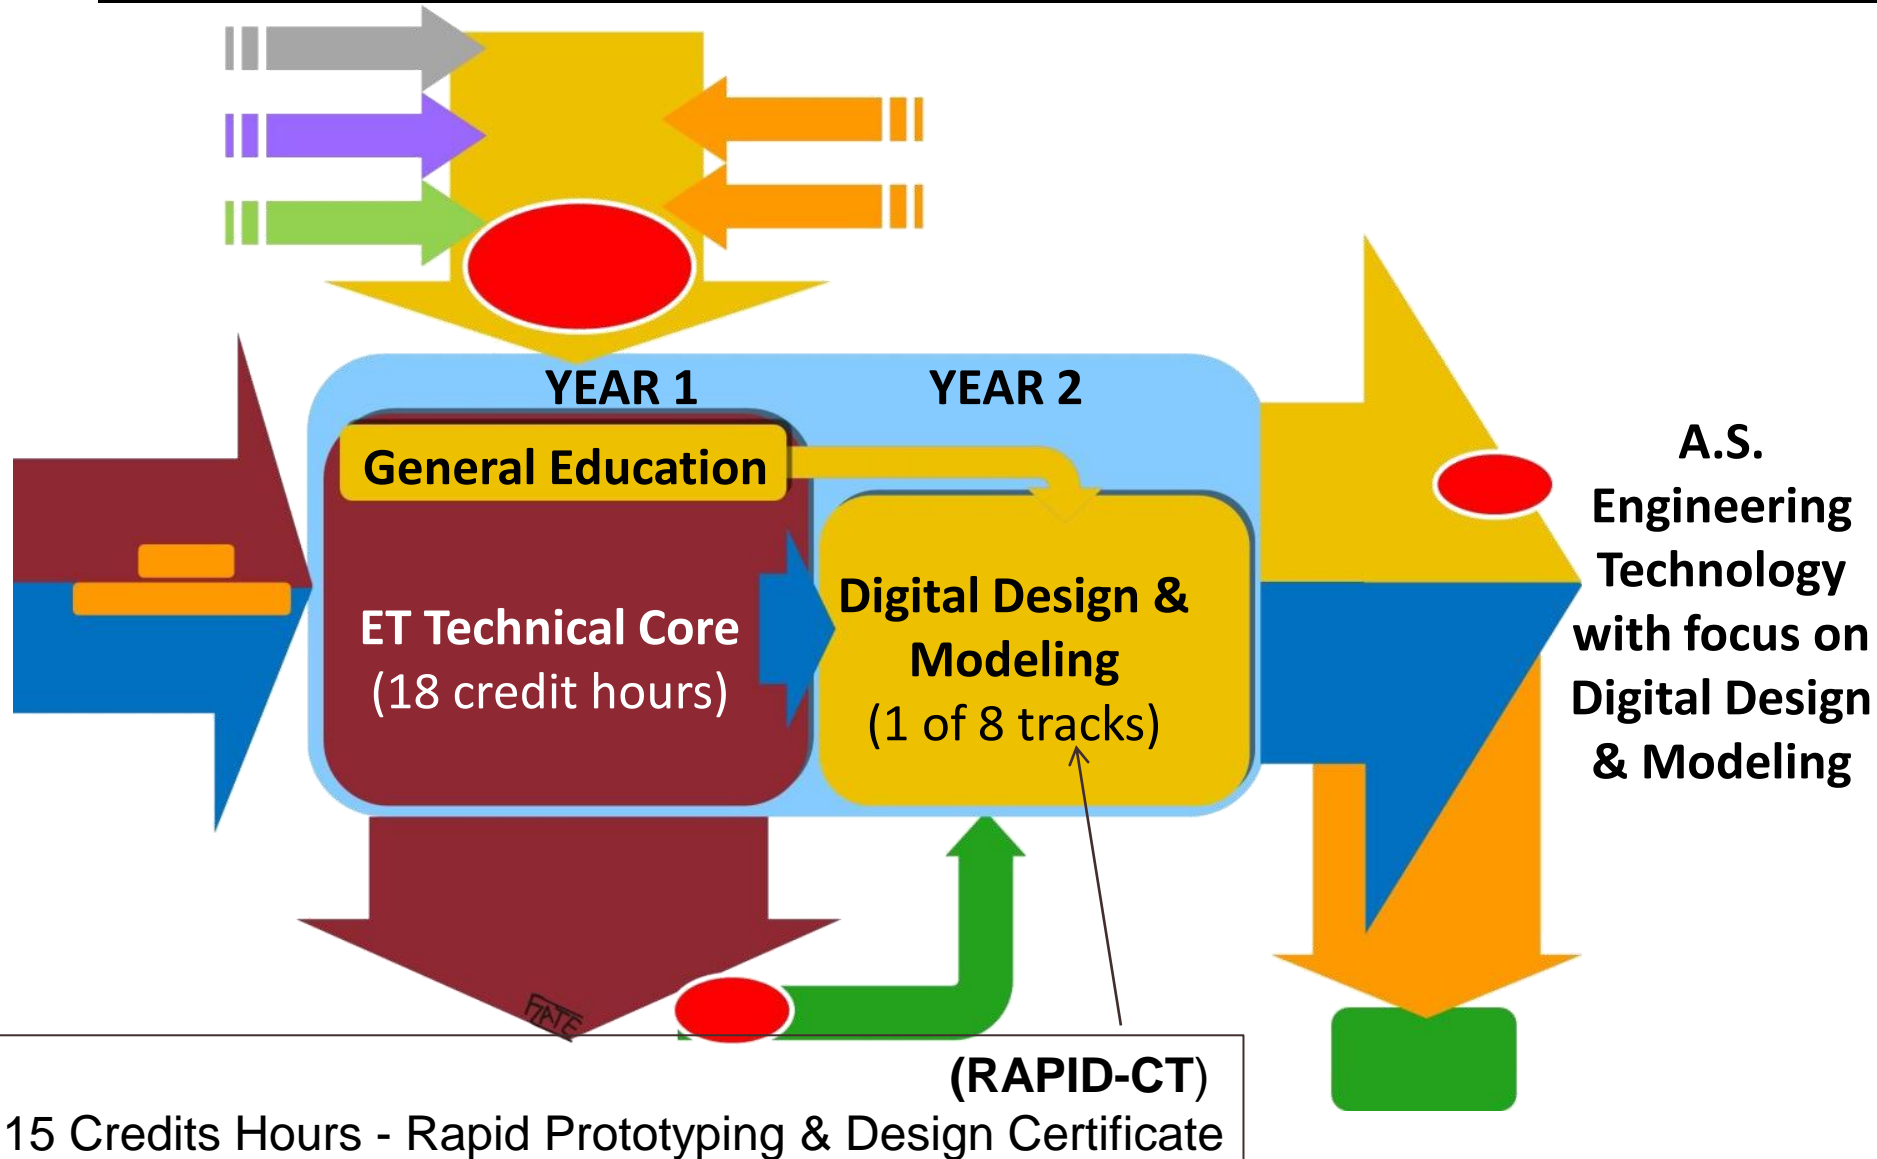 YEAR 1
YEAR 2
General Education
ET Technical Core
(18 credit hours)
Digital Design &
Modeling
(1 of 8 tracks)
A.S.
Engineering
Technology
with focus on
Digital Design
& Modeling
FLATE
(RAPID-CT)
15 Credits Hours - Rapid Prototyping & Design Certificate